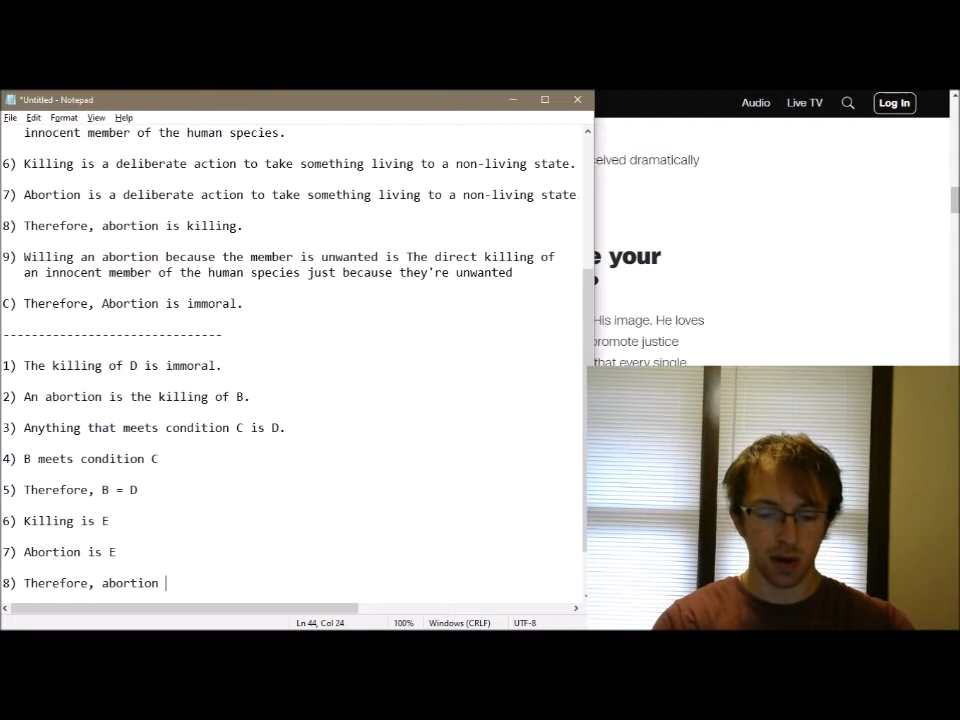 *Untitled - Notepad
File Edit Format View Help
innocent member of the human species.
6) Killing is a deliberate action to take something living to a non-living state.
7) Abortion is a deliberate action to take something living to a non-living state
8) Therefore, abortion is killing.
9) Willing an abortion because the member is unwanted is The direct killing of
an innocent member of the human species just because they're unwanted
C) Therefore, Abortion is immoral.
-------------------------------
1) The killing of D is immoral.
2) An abortion is the killing of B.
3) Anything that meets condition C is D.
4) B meets condition C
5) Therefore, B = D
6) Killing is E
7) Abortion is E
8) Therefore, abortion
Ln 44, Col 24 100% Windows (CRLF) UTF-8
Audio Live TV Log In
ceived dramatically
e your
His image. He loves
promote justice
that every single